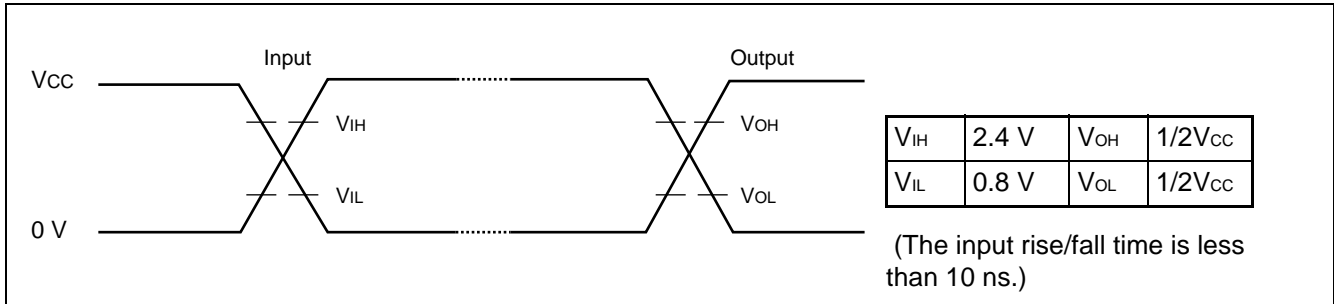 Input
Output
VCC
VIH
VOH
VIL
VOL
0 V
VIH 2.4 V VOH 1/2VCC
VIL 0.8 V VOL 1/2VCC
(The input rise/fall time is less
than 10 ns.)